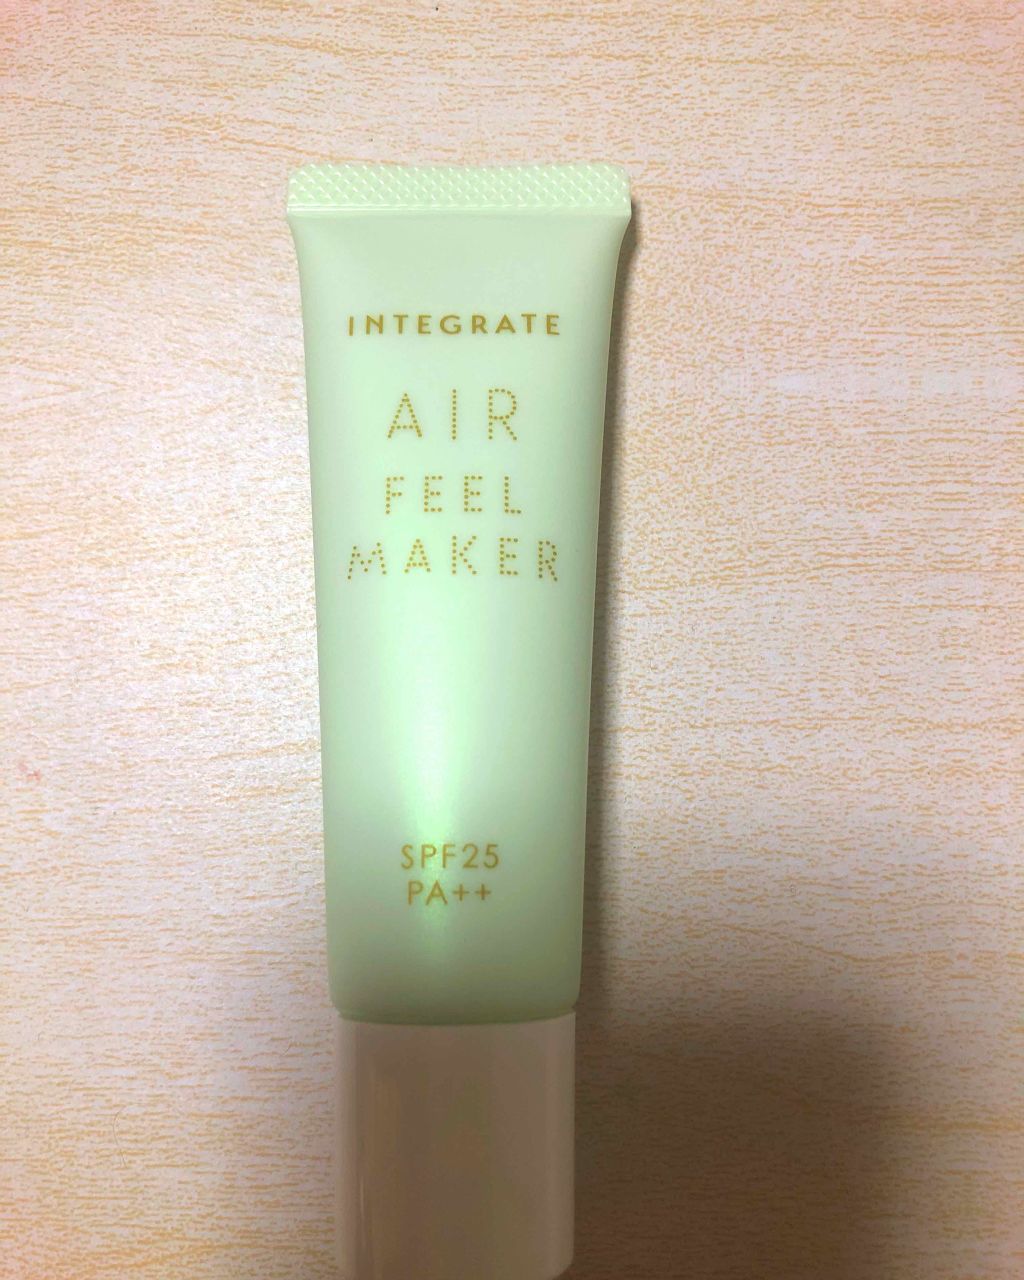 INTEGRATE
AIR
FEEL
MAKER
SPF25
PA++